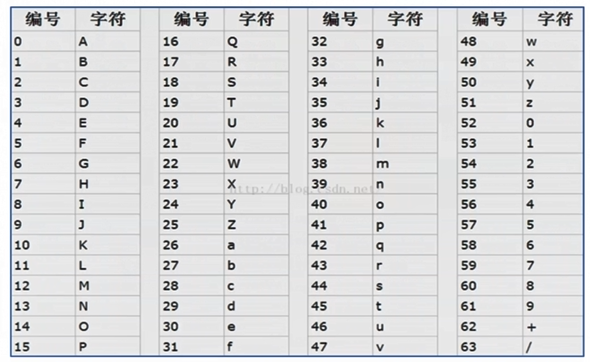 编号 字符 编号 字符 编号 字符 编号 字符
0 A 16 Q 32 g 48 w
1 B 17 R 33 h 49 x
2 C 18 S 34 i 50 y
3 D 19 T 35 j 51 z
4 E 20 U 36 k 52 0
5 F 21 V 37 l 53 1
6 G 22 W 38 m 54 2
7 H 23 X 39 n 55 3
8 I 24 Y 40 o 56 4
9 J 25 Z 41 p 57 5
10 K 26 a 42 q 58 6
11 L 27 b 43 r 59 7
12 M 28 c 44 s 60 8
13 N 29 d 45 t 61 9
14 O 30 e 46 u 62 +
15 P 31 f 47 v 63 /
http://blog.csdn.net